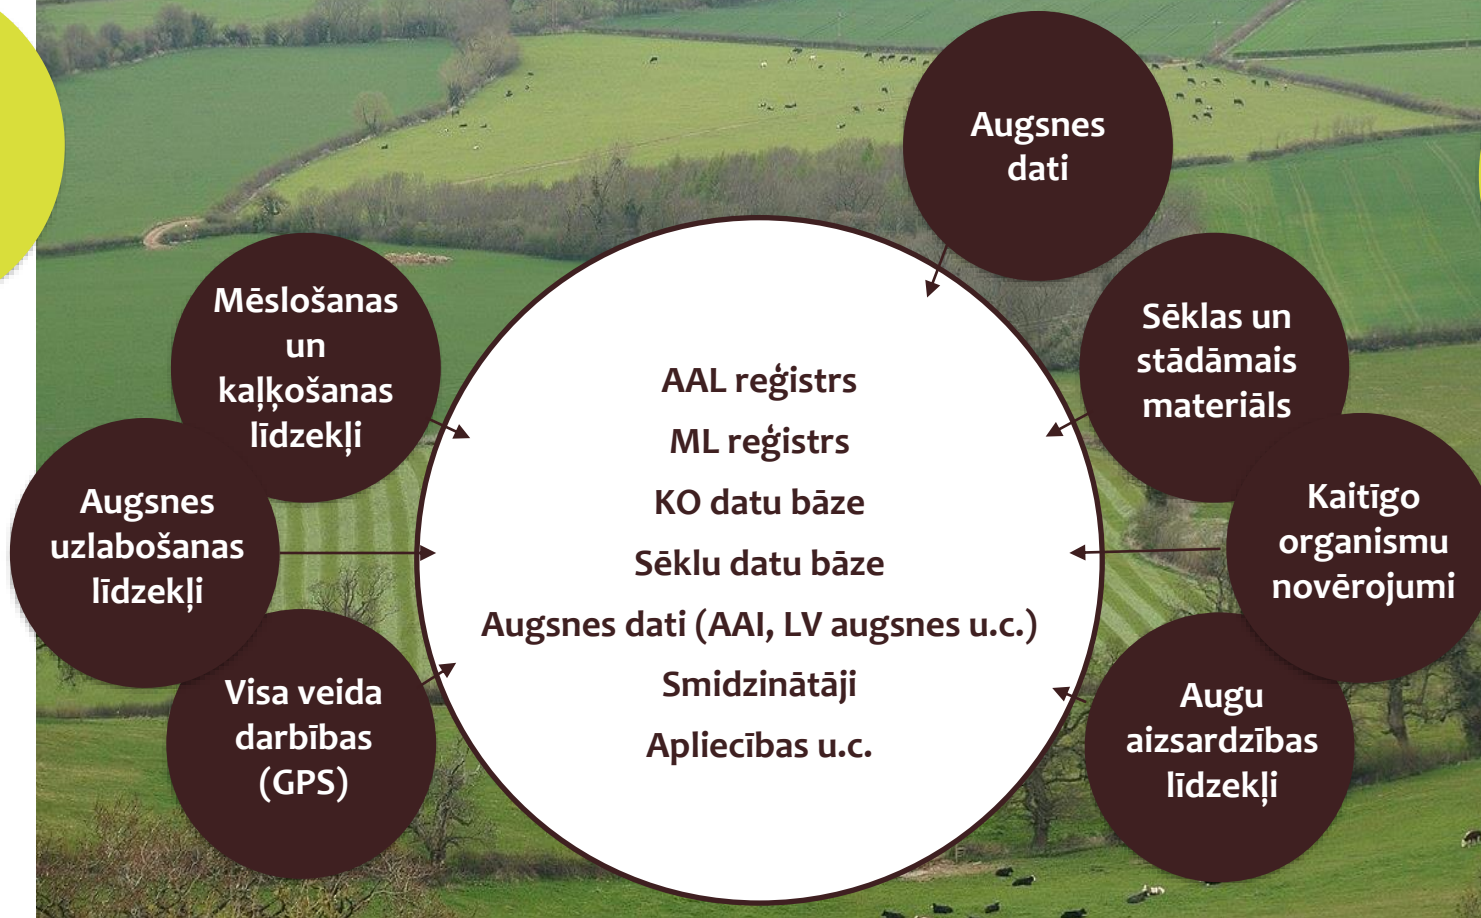 Augsnes
dati
Mēslošanas
un
kaļķošanas
līdzekļi
Sēklas un
stādāmais
materiāls
Augsnes
uzlabošanas
līdzekļi
Kaitīgo
organismu
novērojumi
Visa veida
darbības
(GPS)
Augu
aizsardzības
līdzekļi
AAL reģistrs
ML reģistrs
KO datu bāze
Sēklu datu bāze
Augsnes dati (AAI, LV augsnes u.c.)
Smidzinātāji
Apliecības u.c.